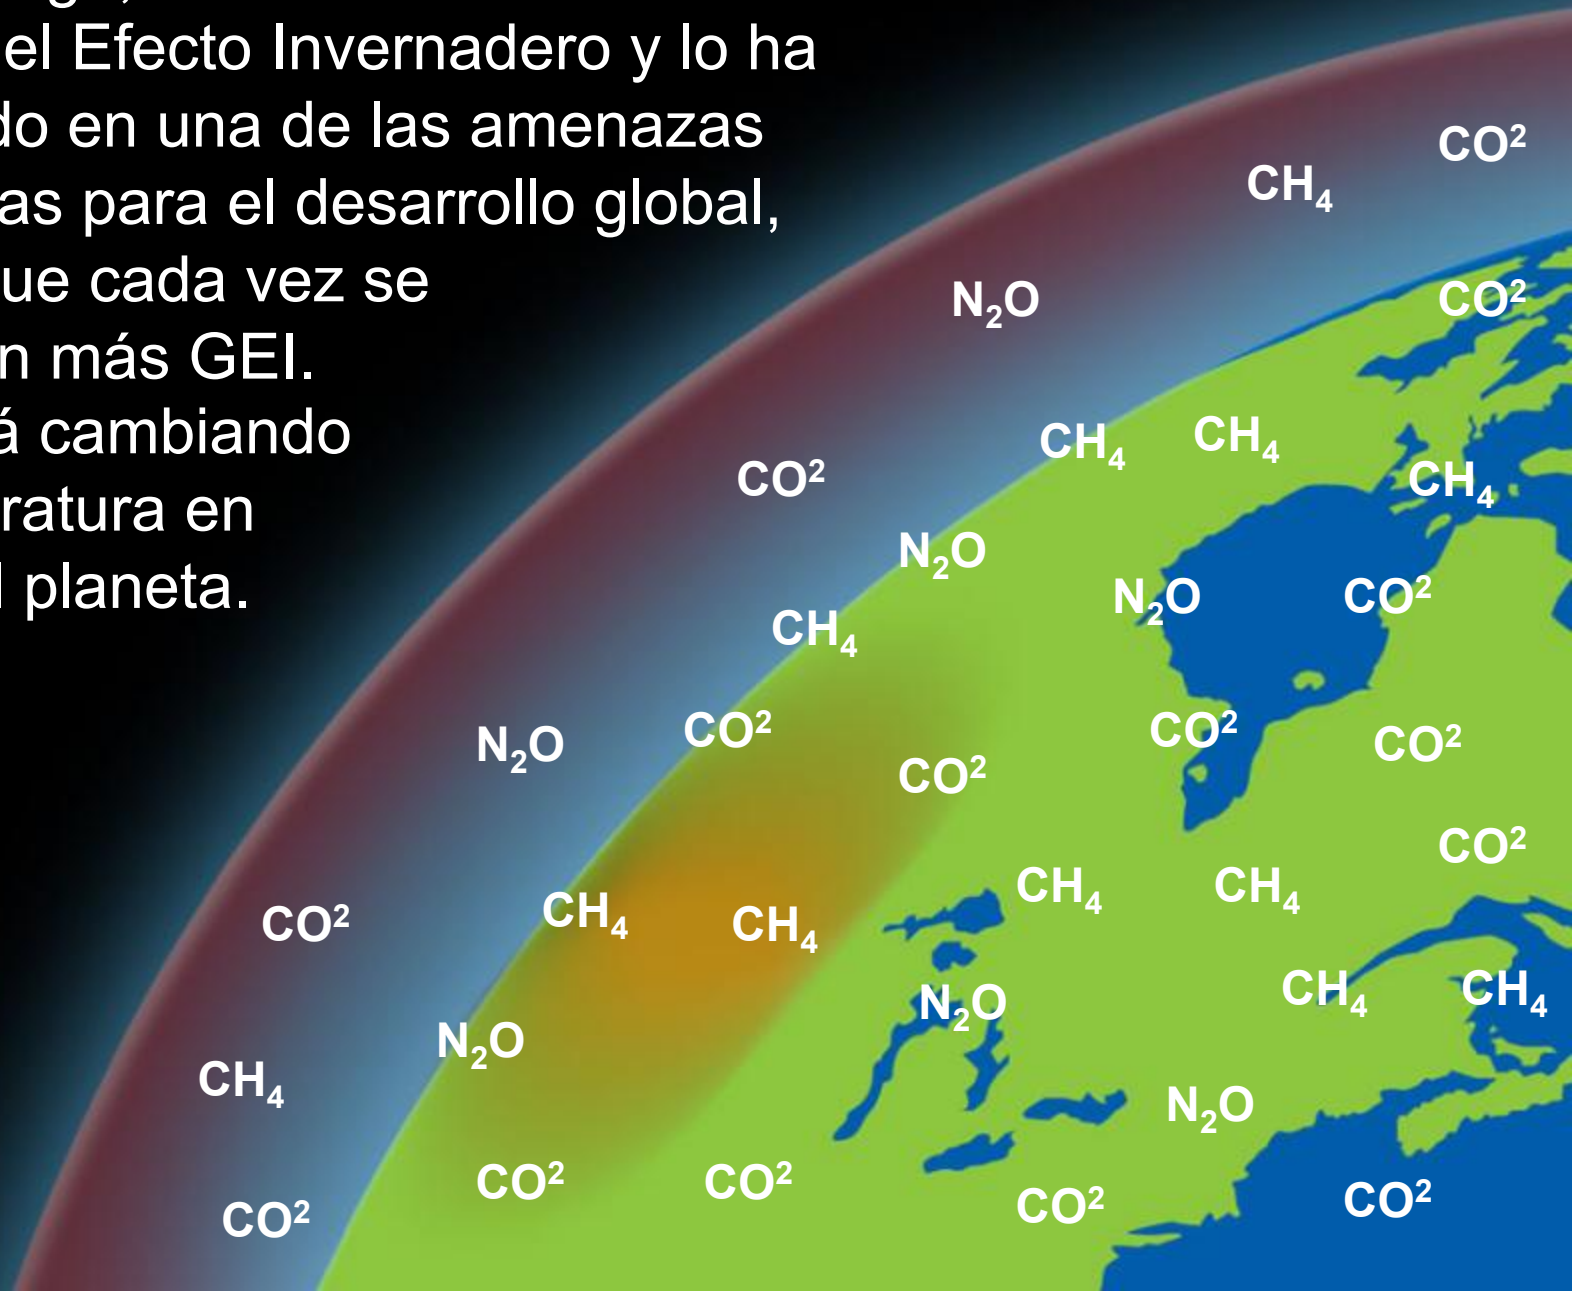 el Efecto Invernadero y lo ha
do en una de las amenazas
as para el desarrollo global,
ue cada vez se
n más GEI.
á cambiando
ratura en
l planeta.
CO²
CH₄
N₂O
CO²
CH₄
CH₄
CO²
CH₄
N₂O
N₂O
CO²
CH₄
N₂O
CO²
CO²
CO²
CO²
CO²
CH₄
CH₄
CO²
CH₄
CH₄
N₂O
CH₄
CH₄
N₂O
CH₄
N₂O
CO²
CO²
CO²
CO²
CO²